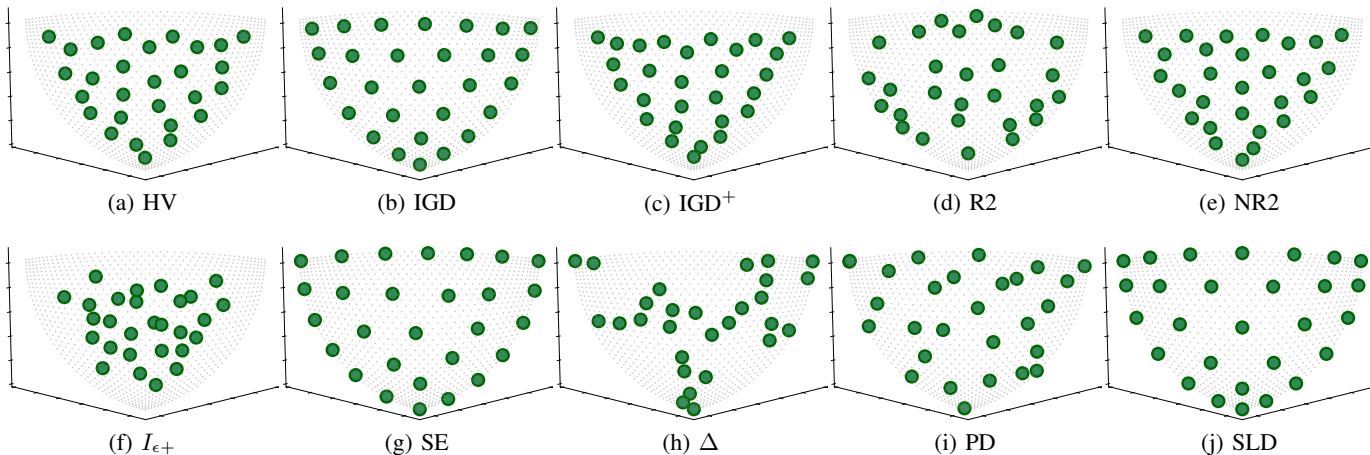 (a) HV
(b) IGD
(c) IGD⁺
(d) R2
(e) NR2
(f) Iϵ+
(g) SE
(h) Δ
(i) PD
(j) SLD